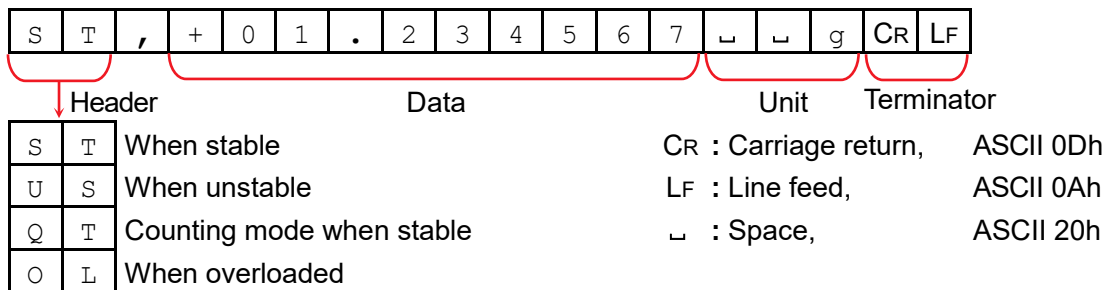 S T , + 0 1 . 2 3 4 5 6 7 ␣ ␣ g CR LF
Header Data Unit Terminator
S T When stable CR : Carriage return, ASCII 0Dh
U S When unstable LF : Line feed, ASCII 0Ah
Q T Counting mode when stable ␣ : Space, ASCII 20h
O L When overloaded